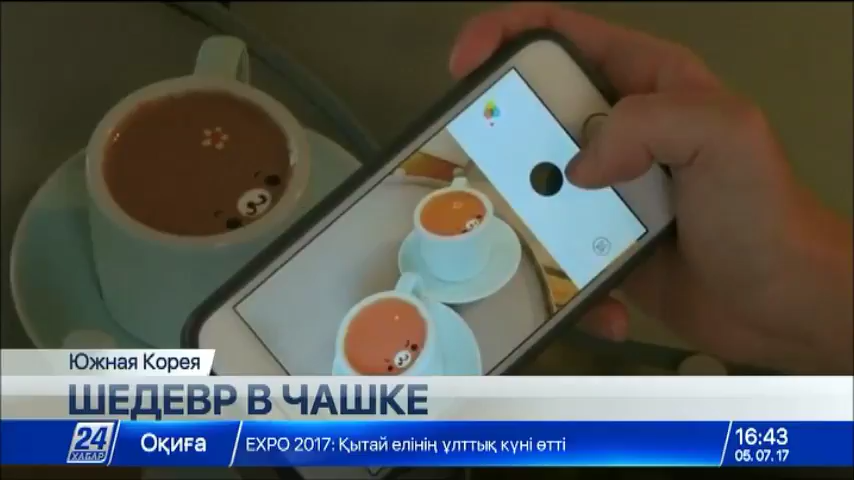 Южная Корея
ШЕДЕВР В ЧАШКЕ
24 ХАБАР
Оқиға
EXPO 2017: Қытай елінің ұлттық күні өтті
16:43
05.07.17